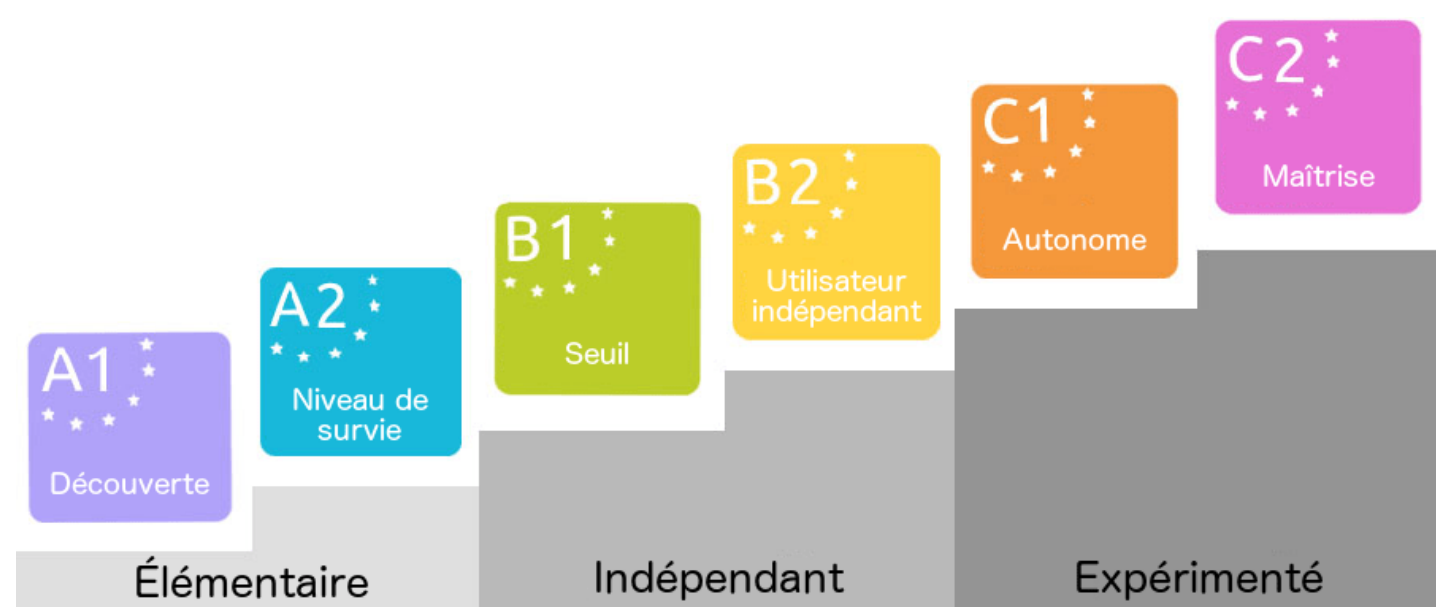 A1
Découverte
A2
Niveau de
survie
B1
Seuil
B2
Utilisateur
indépendant
C1
Autonome
C2
Maîtrise
Élémentaire
Indépendant
Expérimenté